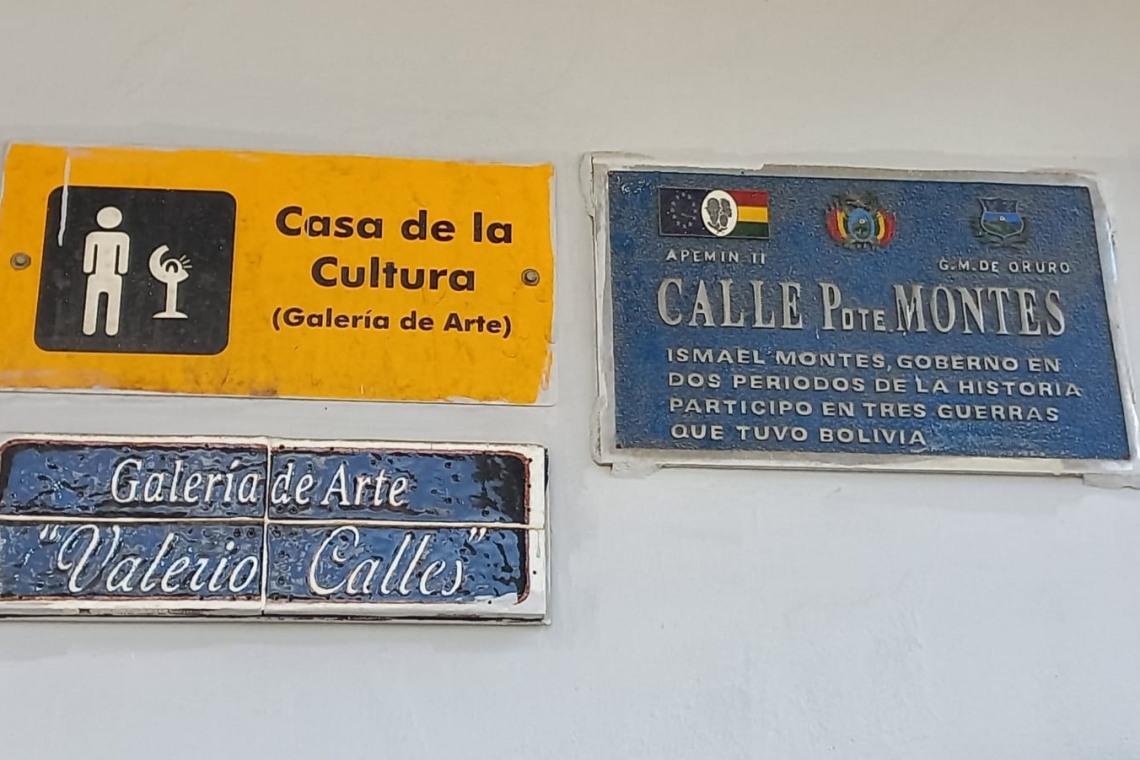 Casa de la
Cultura
(Galería de Arte)
Galería de Arte
"Valerio Calles"
APEMIN II
G.M. DE ORURO
CALLE PDTE MONTES
ISMAEL MONTES, GOBERNO EN
DOS PERIODOS DE LA HISTORIA
PARTICIPO EN TRES GUERRAS
QUE TUVO BOLIVIA